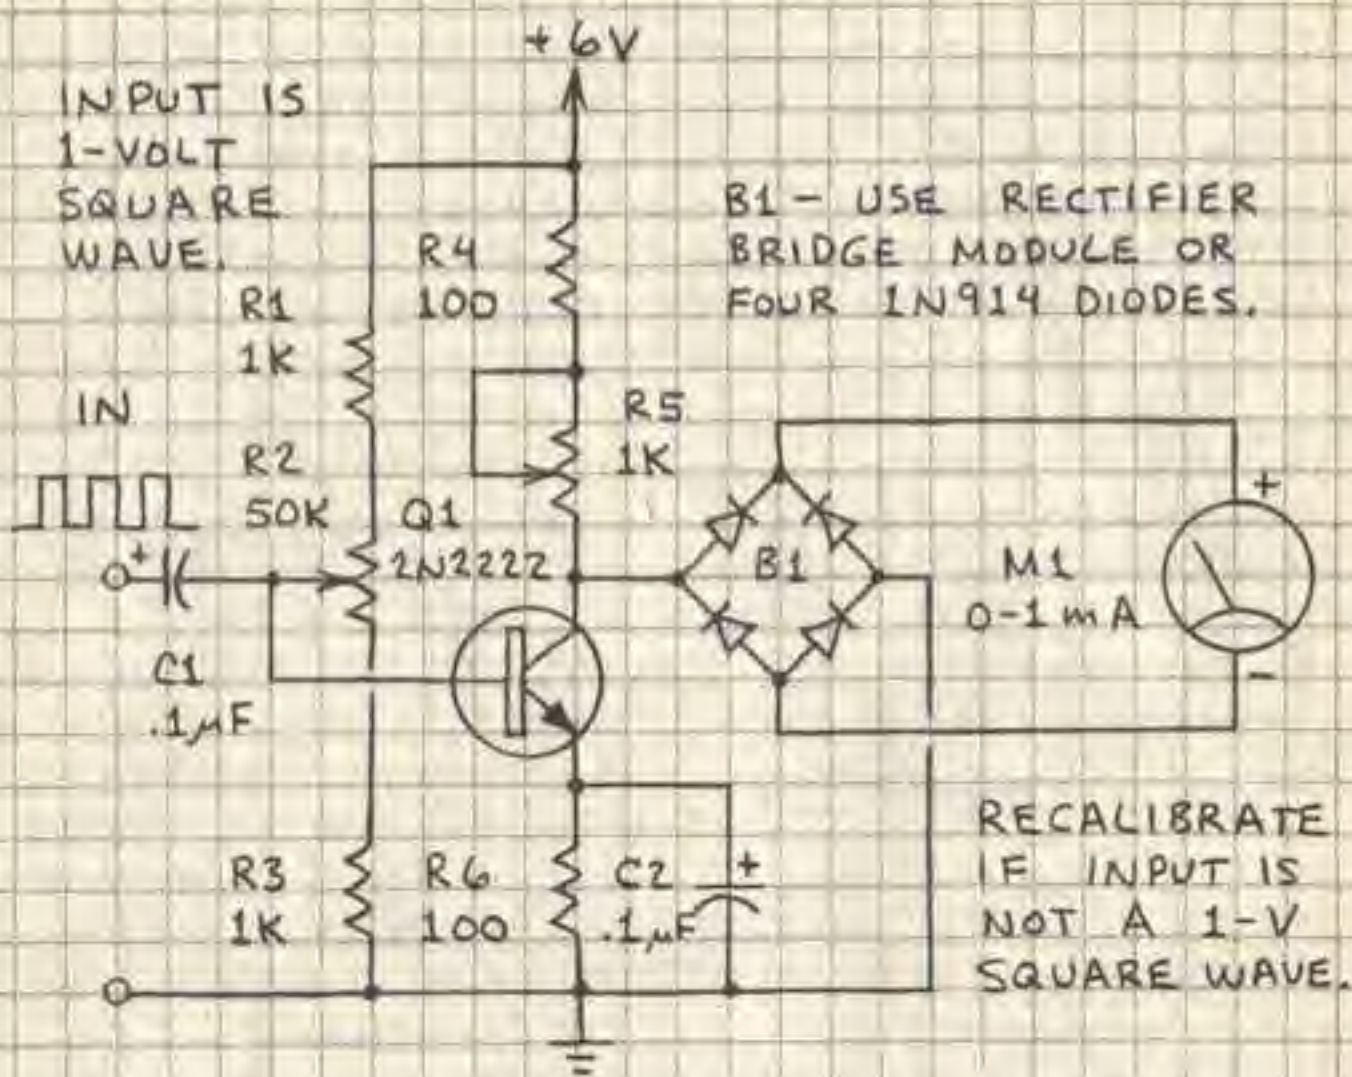 +6V
INPUT IS
1-VOLT
SQUARE
WAVE.
B1 - USE RECTIFIER
BRIDGE MODULE OR
FOUR 1N914 DIODES.
R4
100
R1
1K
IN
R5
1K
R2
50K
Q1
2N2222
+
B1
+
M1
0-1mA
-
C1
.1µF
RECALIBRATE
IF INPUT IS
NOT A 1-V
SQUARE WAVE.
R3
1K
R6
100
C2
.1µF
+